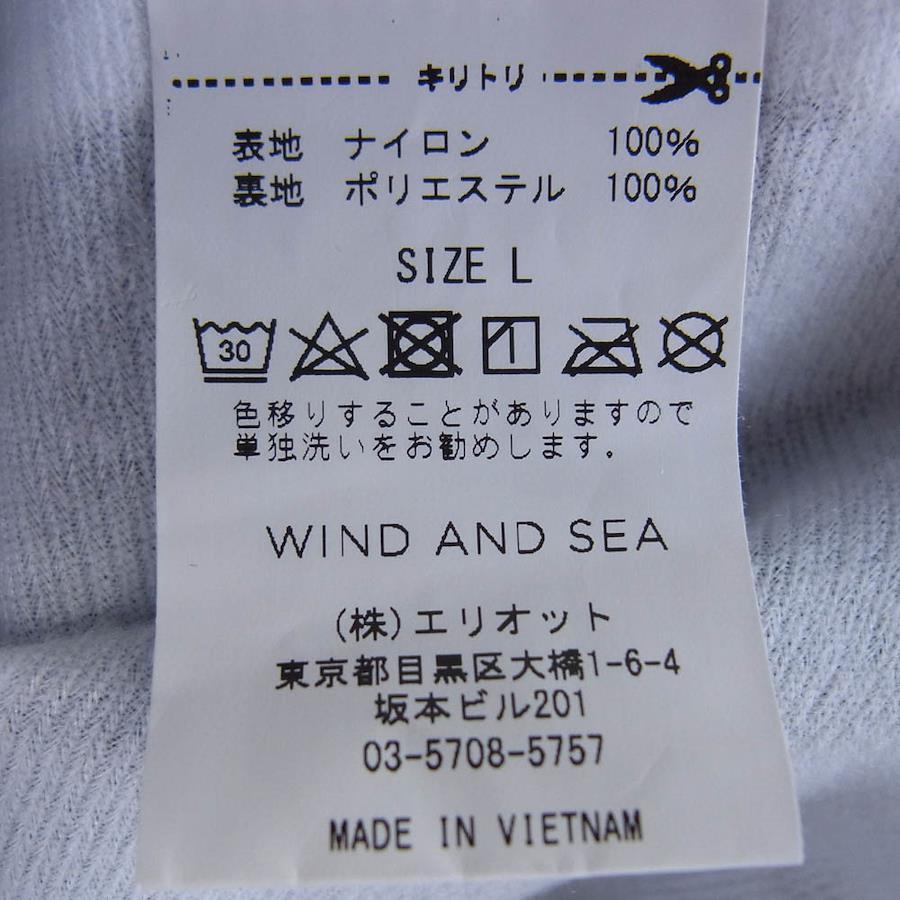 キリトリ
表地 ナイロン 100%
裏地 ポリエステル 100%
SIZE L
30
色移りすることがありますので
単独洗いをお勧めします。
WIND AND SEA
(株)エリオット
東京都目黒区大橋1-6-4
坂本ビル201
03-5708-5757
MADE IN VIETNAM